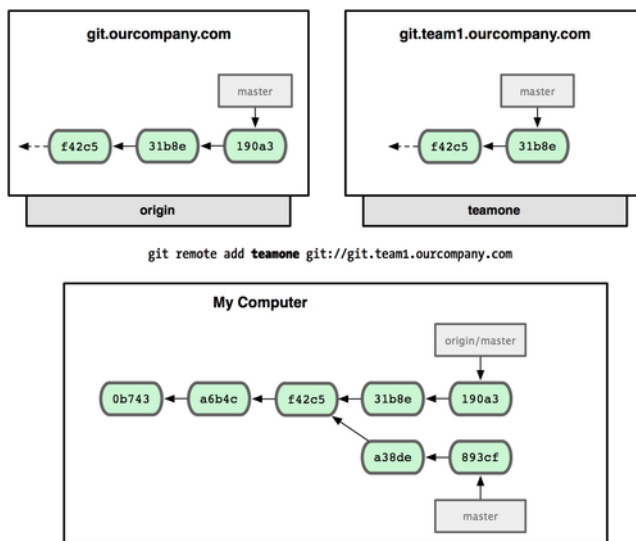 git.ourcompany.com
master
f42c5 31b8e 190a3
origin
git.team1.ourcompany.com
master
f42c5 31b8e
teamone
git remote add teamone git://git.team1.ourcompany.com
My Computer
origin/master
0b743 a6b4c f42c5 31b8e 190a3
a38de 893cf
master